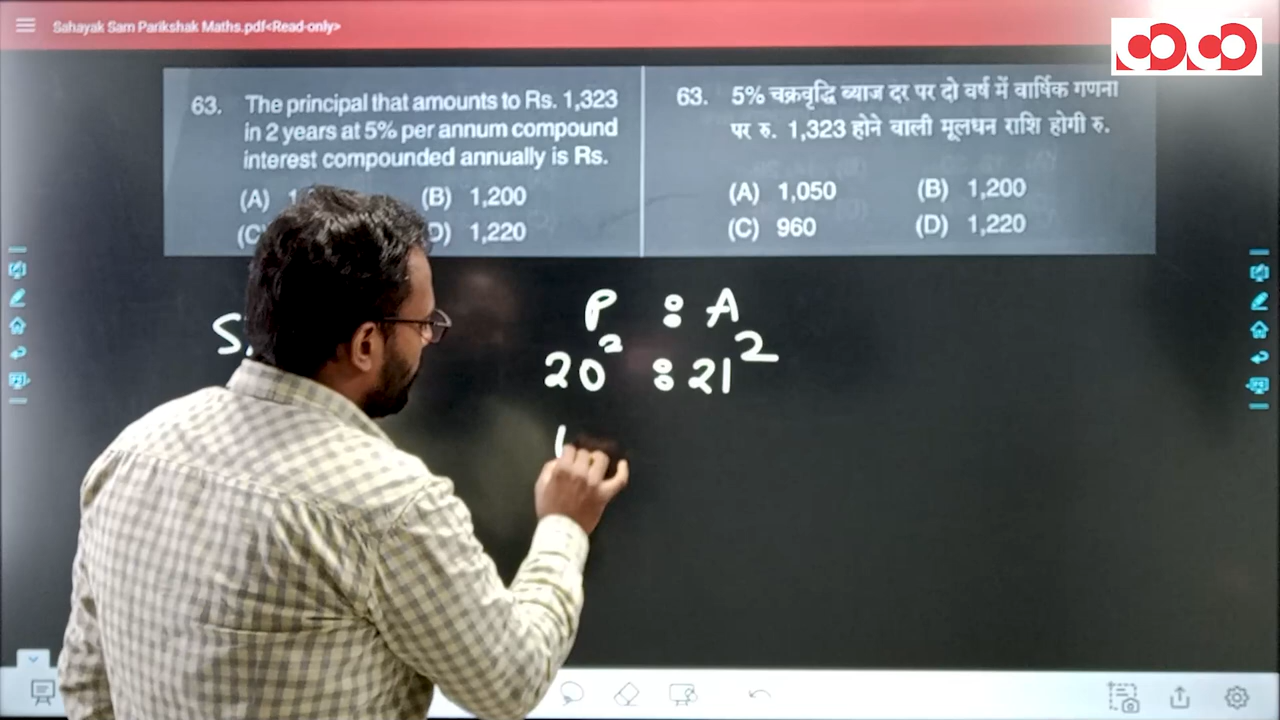 Sahayak Sam Parikshak Maths.pdf<Read-only>
63. The principal that amounts to Rs. 1,323
in 2 years at 5% per annum compound
interest compounded annually is Rs.
(A) (B) 1,200
(C) (D) 1,220
63. 5% चक्रवृद्धि ब्याज दर पर दो वर्ष में वार्षिक गणना
पर रु. 1,323 होने वाली मूलधन राशि होगी रु.
(A) 1,050 (B) 1,200
(C) 960 (D) 1,220
P : A
20² : 21²